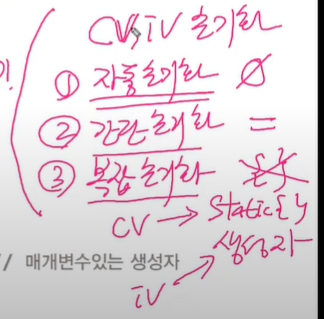 CV, iV 초기화
① 자동초기화 0
② 간단초기화 =
③ 복잡초기화 {}
CV → static { }
// 매개변수있는 생성자
생성자
iV